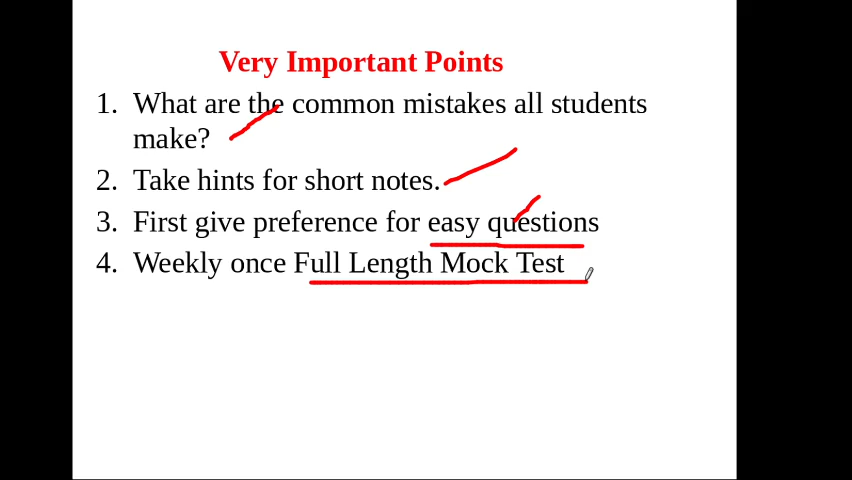 Very Important Points
1. What are the common mistakes all students
make?
2. Take hints for short notes.
3. First give preference for easy questions
4. Weekly once Full Length Mock Test